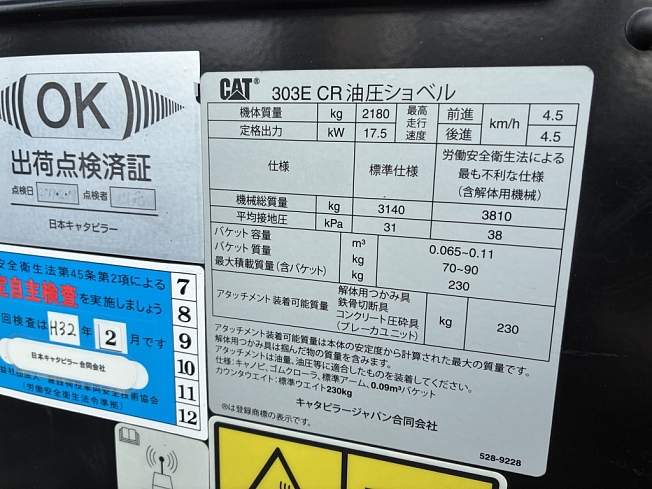 OK
出荷点検済証
点検日
点検者
日本キャタピラー
安全衛生法第45条第2項による
定自主検査を実施しましょう
回検査は H32 年 2 月です
日本キャタピラー合同会社
(労働安全衛生法令準拠)
7
8
9
10
11
12
CAT® 303E CR 油圧ショベル
機体質量 kg 2180
定格出力 kW 17.5
最高走行速度 前進 km/h 4.5
後進 4.5
仕様 標準仕様 労働安全衛生法による
最も不利な仕様
(含解体用機械)
機械総質量 kg 3140 3810
平均接地圧 kPa 31 38
バケット容量 m³ 0.065~0.11
バケット質量 kg 70~90
最大積載質量(含バケット) kg 230
アタッチメント装着可能質量 解体用つかみ具
鉄骨切断具
コンクリート圧砕具
(ブレーカユニット)
kg 230
アタッチメント装着可能質量は本体の安定度から計算された最大の質量です。
解体用つかみ具は掴んだ物の質量を含みます。
アタッチメントは油量、油圧等に適合したものを装着してください。
仕様:キャノピ、ゴムクローラ、標準アーム、0.09m³バケット
カウンタウエイト:標準ウエイト230kg
キャタピラージャパン合同会社
®は登録商標の表示です。
528-9228